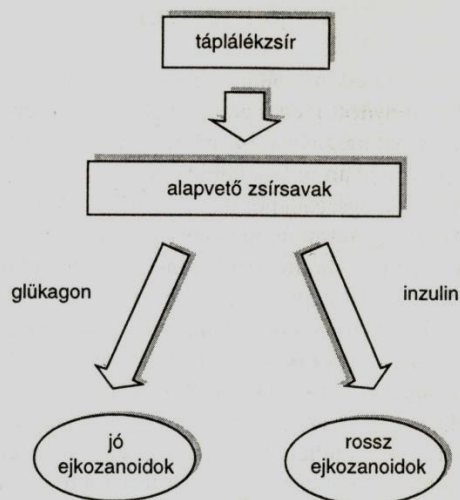 táplálékzsír
alapvető zsírsavak
glükagon
inzulin
jó
ejkozanoidok
rossz
ejkozanoidok